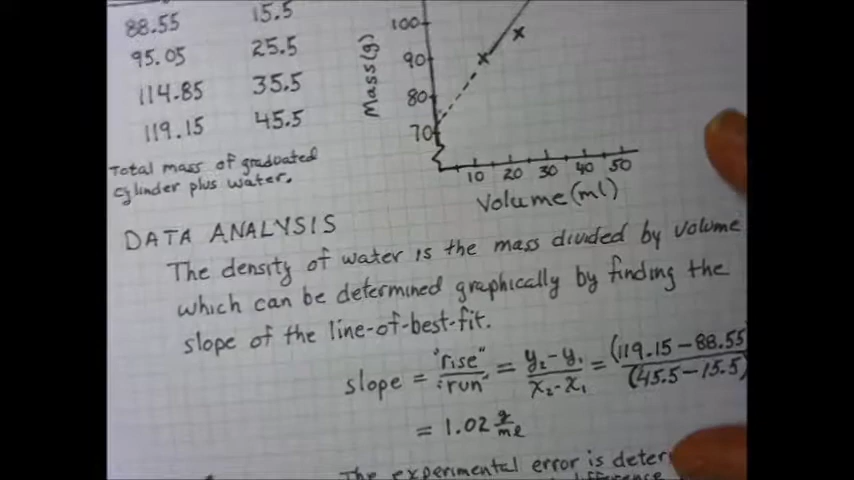 88.55 15.5
95.05 25.5
114.85 35.5
119.15 45.5
Total mass of graduated
cylinder plus water.
Mass (g)
100
90
80
70
10 20 30 40 50
Volume (ml)
DATA ANALYSIS
The density of water is the mass divided by volume
which can be determined graphically by finding the
slope of the line-of-best-fit.
slope = "rise" / "run" = y₂-y₁ / x₂-x₁ = (119.15-88.55 / (45.5-15.5)
= 1.02 g/ml
The experimental error is deter